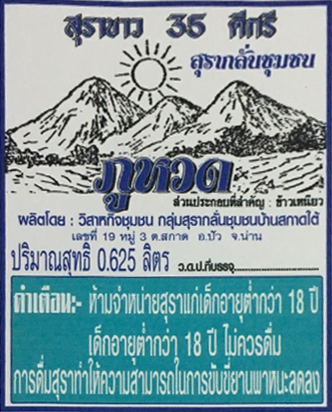 สุราขาว 35 ดีกรี
สุรากลั่นชุมชน
ภูหวด
ส่วนประกอบที่สำคัญ : ข้าวเหนียว
ผลิตโดย : วิสาหกิจชุมชน กลุ่มสุรากลั่นชุมชนบ้านสกาดใต้
เลขที่ 19 หมู่ 3 ต.สกาด อ.ปัว จ.น่าน
ปริมาณสุทธิ 0.625 ลิตร
ว.ด.ป.ที่บรรจุ....................
คำเตือน:- ห้ามจำหน่ายสุราแก่เด็กอายุต่ำกว่า 18 ปี
เด็กอายุต่ำกว่า 18 ปี ไม่ควรดื่ม
การดื่มสุราทำให้ความสามารถในการขับขี่ยานพาหนะลดลง